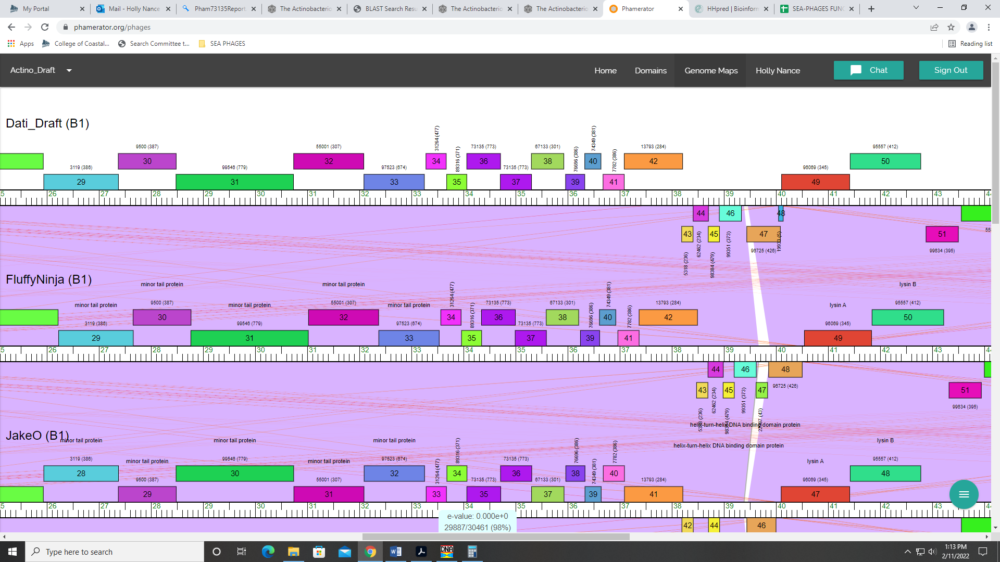 My Portal
Mail - Holly Nance
Pham73135Report
The Actinobacterio
BLAST Search Resu
The Actinobacterio
The Actinobacterio
Phamerator
HHpred | Bioinform
SEA-PHAGES FUNC
phamerator.org/phages
Apps
College of Coastal...
Search Committee t...
SEA PHAGES
Reading list
Actino_Draft
Home
Domains
Genome Maps
Holly Nance
Chat
Sign Out
Dati_Draft (B1)
31264 (477)
74349 (381)
9500 (387)
55001 (307)
89316 (371)
73135 (773)
67133 (301)
76696 (386)
7782 (386)
13793 (284)
95557 (412)
30 32 34 36 38 40 42 50
3119 (386)
99546 (779)
97523 (674)
73135 (773)
96069 (345)
29 31 33 35 37 39 41 49
5 26 27 28 29 30 31 32 33 34 35 36 37 38 39 40 41 42 43 44
44 46 48
43 45 47 51
5318 (236)
62462 (234)
98384 (479)
99351 (373)
96725 (426)
19933 (5)
99634 (395)
55
FluffyNinja (B1)
minor tail protein
minor tail protein
lysin B
minor tail protein
minor tail protein
minor tail protein
lysin A
31264 (477)
74349 (381)
9500 (387)
55001 (307)
89316 (371)
73135 (773)
67133 (301)
76696 (386)
7782 (386)
13793 (284)
95557 (412)
30 32 34 36 38 40 42 50
3119 (386)
99546 (779)
97523 (674)
73135 (773)
96069 (345)
29 31 33 35 37 39 41 49
5 26 27 28 29 30 31 32 33 34 35 36 37 38 39 40 41 42 43 44
44 46 48
96725 (426)
43 45 47 51
5318 (236)
62462 (234)
98384 (479)
99351 (373)
99634 (395)
helix-turn-helix DNA binding domain protein
helix-turn-helix DNA binding domain protein
JakeO (B1)
minor tail protein
minor tail protein
minor tail protein
lysin B
minor tail protein
minor tail protein
lysin A
3119 (386)
99546 (779)
97523 (674)
89316 (371)
73135 (773)
76696 (386)
7782 (386)
95557 (412)
28 30 32 34 36 38 40 48
9500 (387)
55001 (307)
31264 (477)
73135 (773)
67133 (301)
74349 (381)
13793 (284)
96069 (345)
29 31 33 35 37 39 41 47
5 26 27 28 29 30 31 32 33 34 35 36 37 38 39 40 41 42 43 44
e-value: 0.000e+0
29887/30461 (98%)
42 44 46
Type here to search
DNA
1:13 PM
2/11/2022